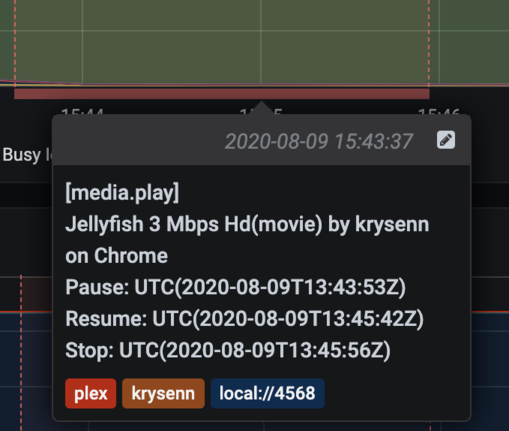 15:44
15:46
Busy
2020-08-09 15:43:37
[media.play]
Jellyfish 3 Mbps Hd(movie) by krysenn
on Chrome
Pause: UTC(2020-08-09T13:43:53Z)
Resume: UTC(2020-08-09T13:45:42Z)
Stop: UTC(2020-08-09T13:45:56Z)
plex krysenn local://4568